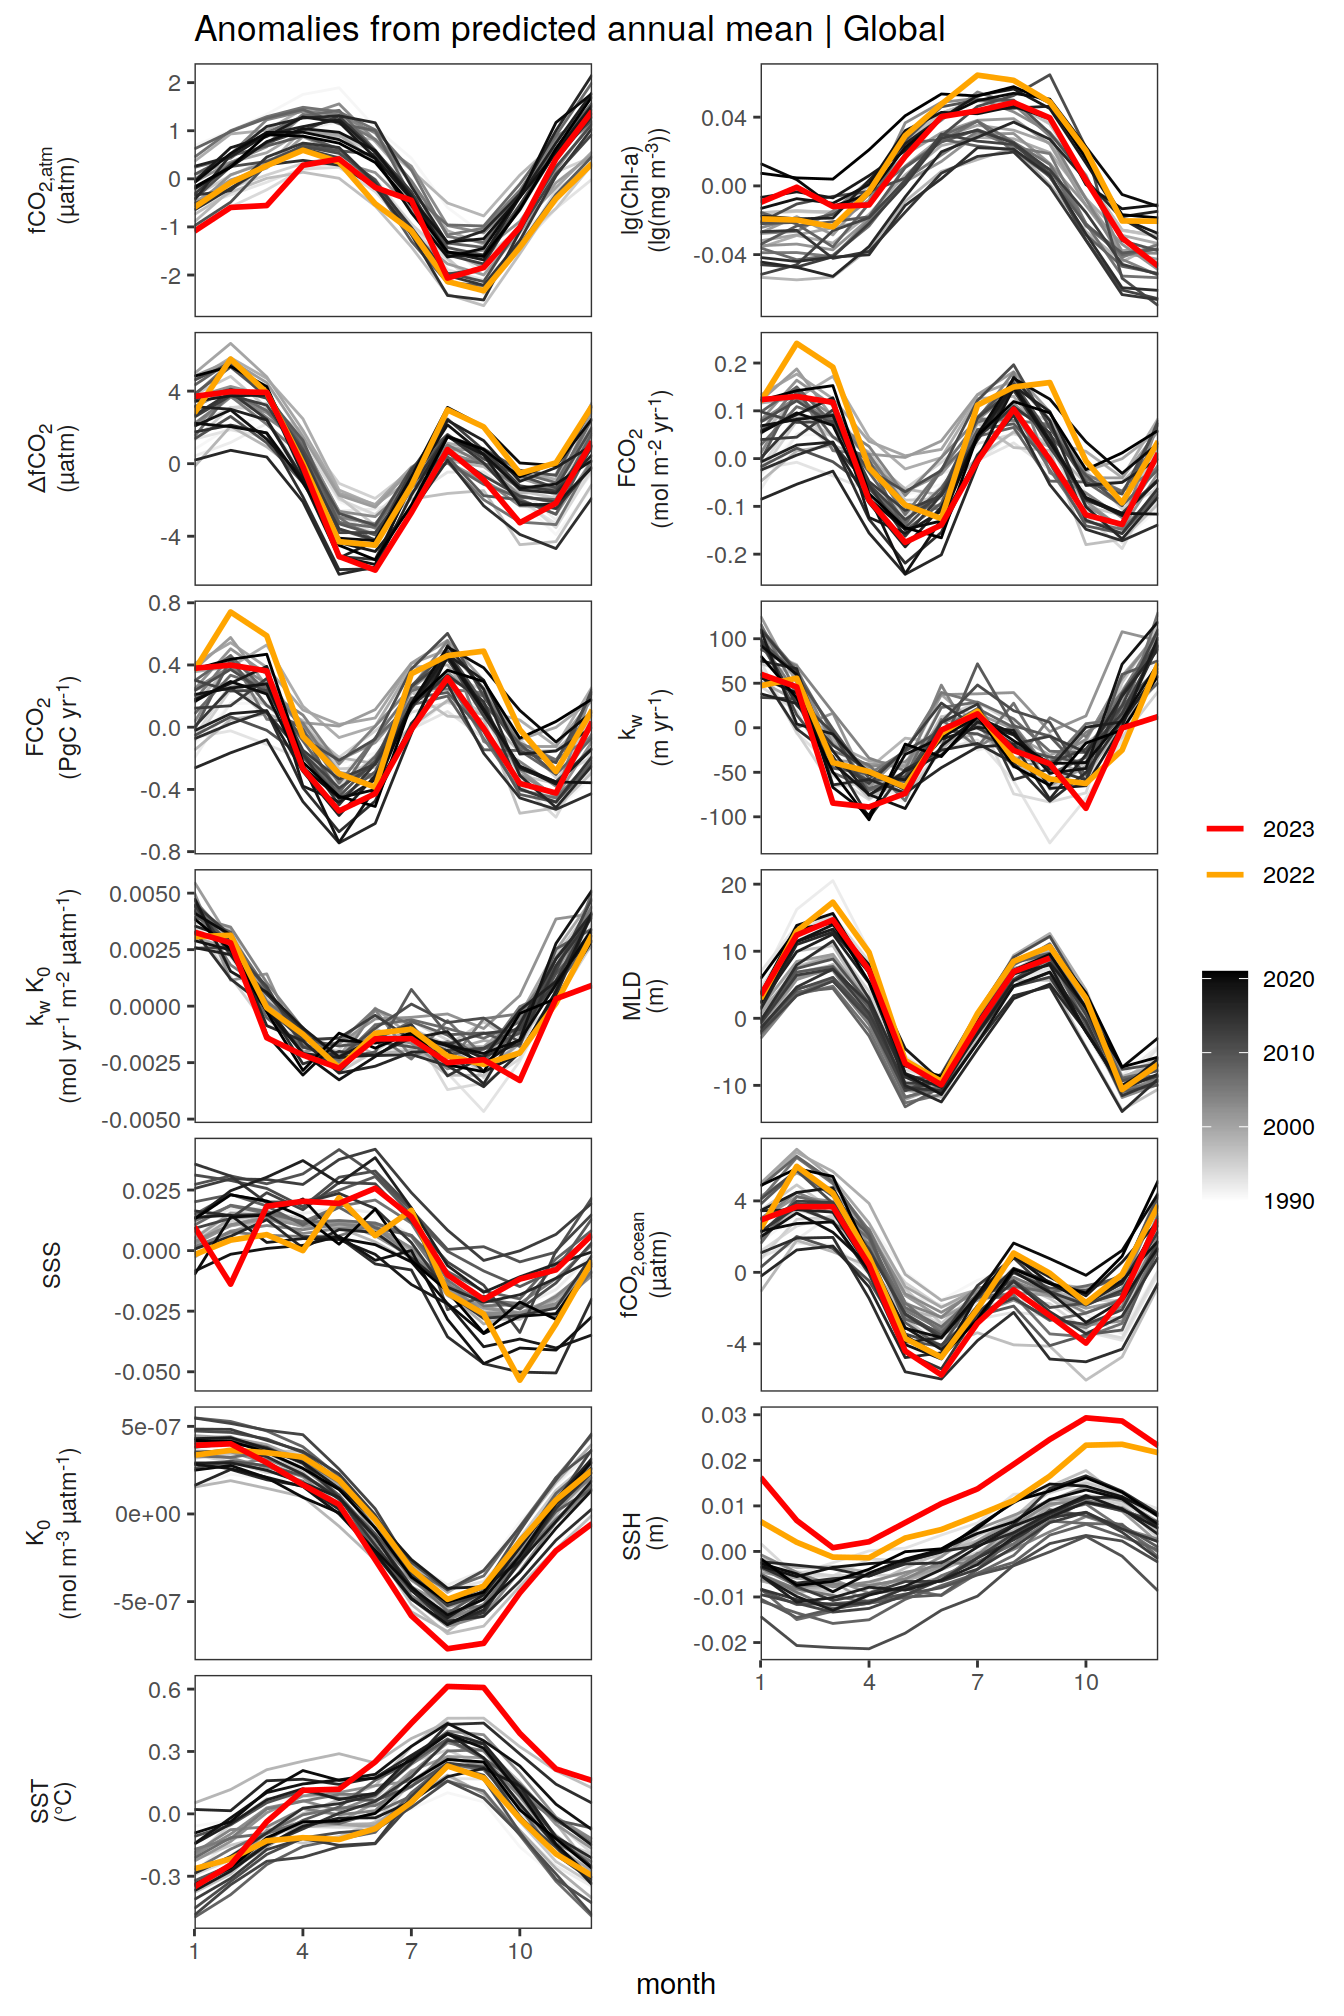 Anomalies from predicted annual mean | Global
fCO2,atm
(µatm)
2
1
0
-1
-2
lg(Chl-a)
(lg(mg m-3))
0.04
0.00
-0.04
ΔfCO2
(µatm)
4
0
-4
FCO2
(mol m-2 yr-1)
0.2
0.1
0.0
-0.1
-0.2
FCO2
(PgC yr-1)
0.8
0.4
0.0
-0.4
-0.8
kw
(m yr-1)
100
50
0
-50
-100
kw K0
(mol yr-1 m-2 µatm-1)
0.0050
0.0025
0.0000
-0.0025
-0.0050
MLD
(m)
20
10
0
-10
SSS
0.025
0.000
-0.025
-0.050
fCO2,ocean
(µatm)
4
0
-4
K0
(mol m-3 µatm-1)
5e-07
0e+00
-5e-07
SSH
(m)
0.03
0.02
0.01
0.00
-0.01
-0.02
1 4 7 10
SST
(°C)
0.6
0.3
0.0
-0.3
1 4 7 10
month
2023
2022
2020
2010
2000
1990